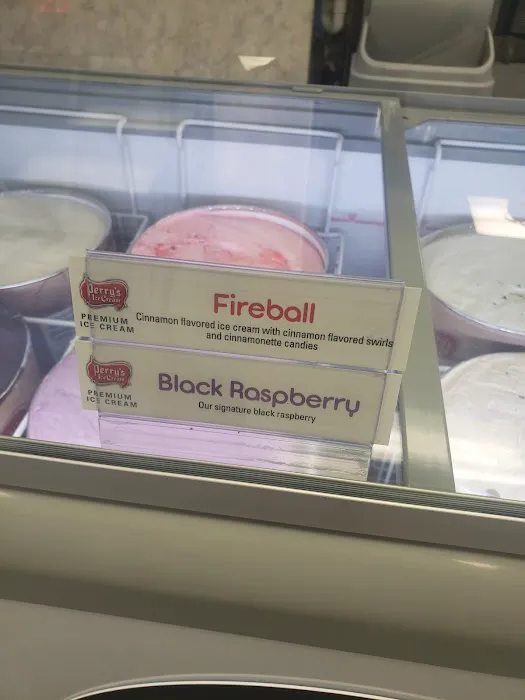 Perry's
Ice Cream
PREMIUM
ICE CREAM
Fireball
Cinnamon flavored ice cream with cinnamon flavored swirls
and cinnamonette candies
Perry's
Ice Cream
PREMIUM
ICE CREAM
Black Raspberry
Our signature black raspberry